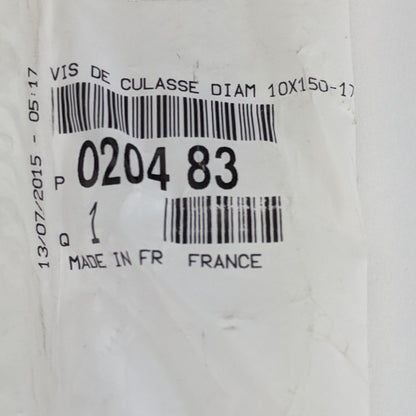 VIS DE CULASSE DIAM 10X150-17
P 0204 83
Q 1
MADE IN FR FRANCE
13/07/2015 - 05:17